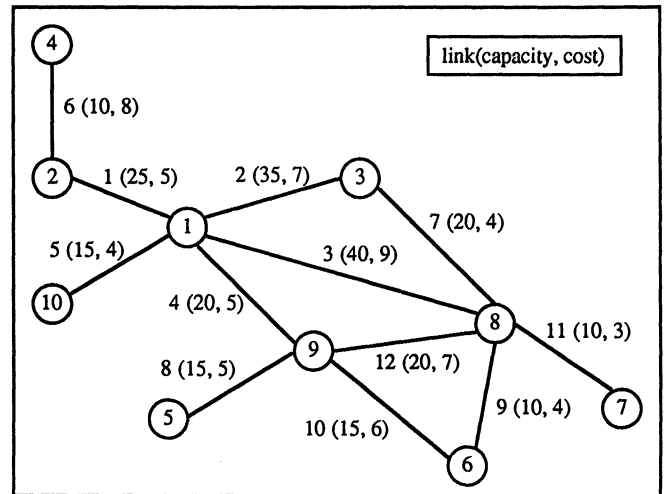 4
link(capacity, cost)
6 (10, 8)
2
1 (25, 5)
2 (35, 7)
3
1
7 (20, 4)
5 (15, 4)
3 (40, 9)
10
4 (20, 5)
8
11 (10, 3)
9
12 (20, 7)
8 (15, 5)
5
9 (10, 4)
7
10 (15, 6)
6